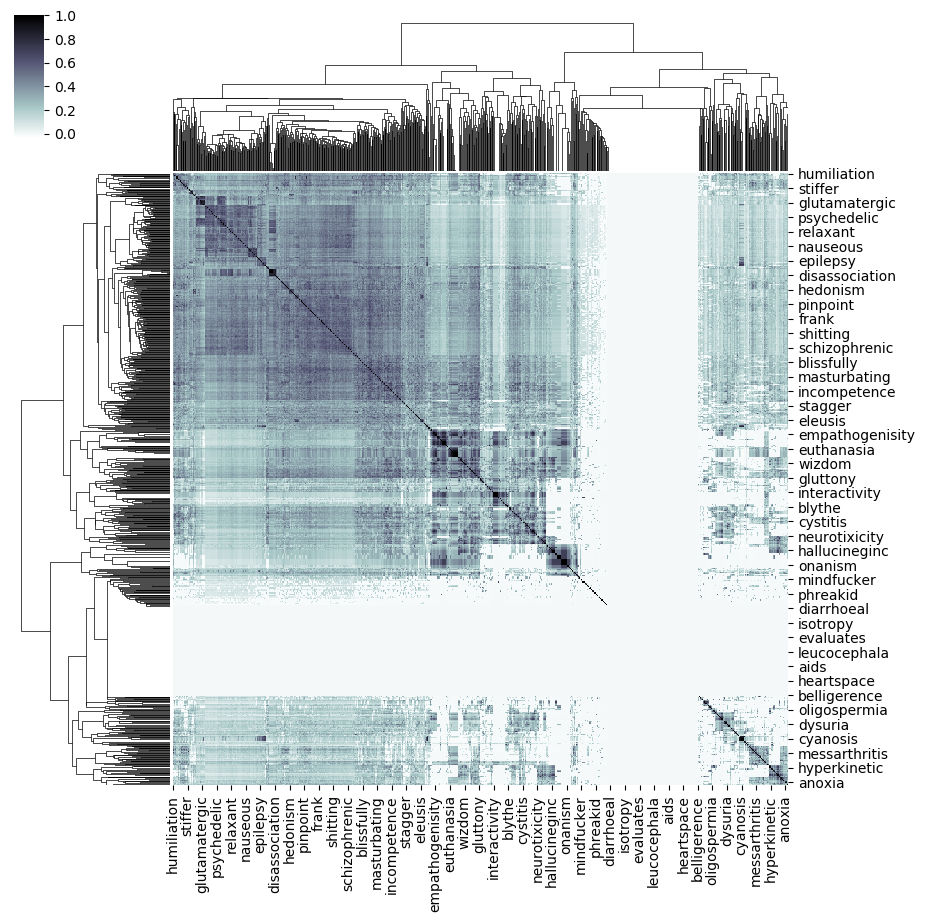 1.0
0.8
0.6
0.4
0.2
0.0
humiliation
stiffer
glutamatergic
psychedelic
relaxant
nauseous
epilepsy
disassociation
hedonism
pinpoint
frank
shitting
schizophrenic
blissfully
masturbating
incompetence
stagger
eleusis
empathogenisity
euthanasia
wizdom
gluttony
interactivity
blythe
cystitis
neurotixicity
hallucineginc
onanism
mindfucker
phreakid
diarrhoeal
isotropy
evaluates
leucocephala
aids
heartspace
belligerence
oligospermia
dysuria
cyanosis
messarthritis
hyperkinetic
anoxia
humiliation
stiffer
glutamatergic
psychedelic
relaxant
nauseous
epilepsy
disassociation
hedonism
pinpoint
frank
shitting
schizophrenic
blissfully
masturbating
incompetence
stagger
eleusis
empathogenisity
euthanasia
wizdom
gluttony
interactivity
blythe
cystitis
neurotixicity
hallucineginc
onanism
mindfucker
phreakid
diarrhoeal
isotropy
evaluates
leucocephala
aids
heartspace
belligerence
oligospermia
dysuria
cyanosis
messarthritis
hyperkinetic
anoxia